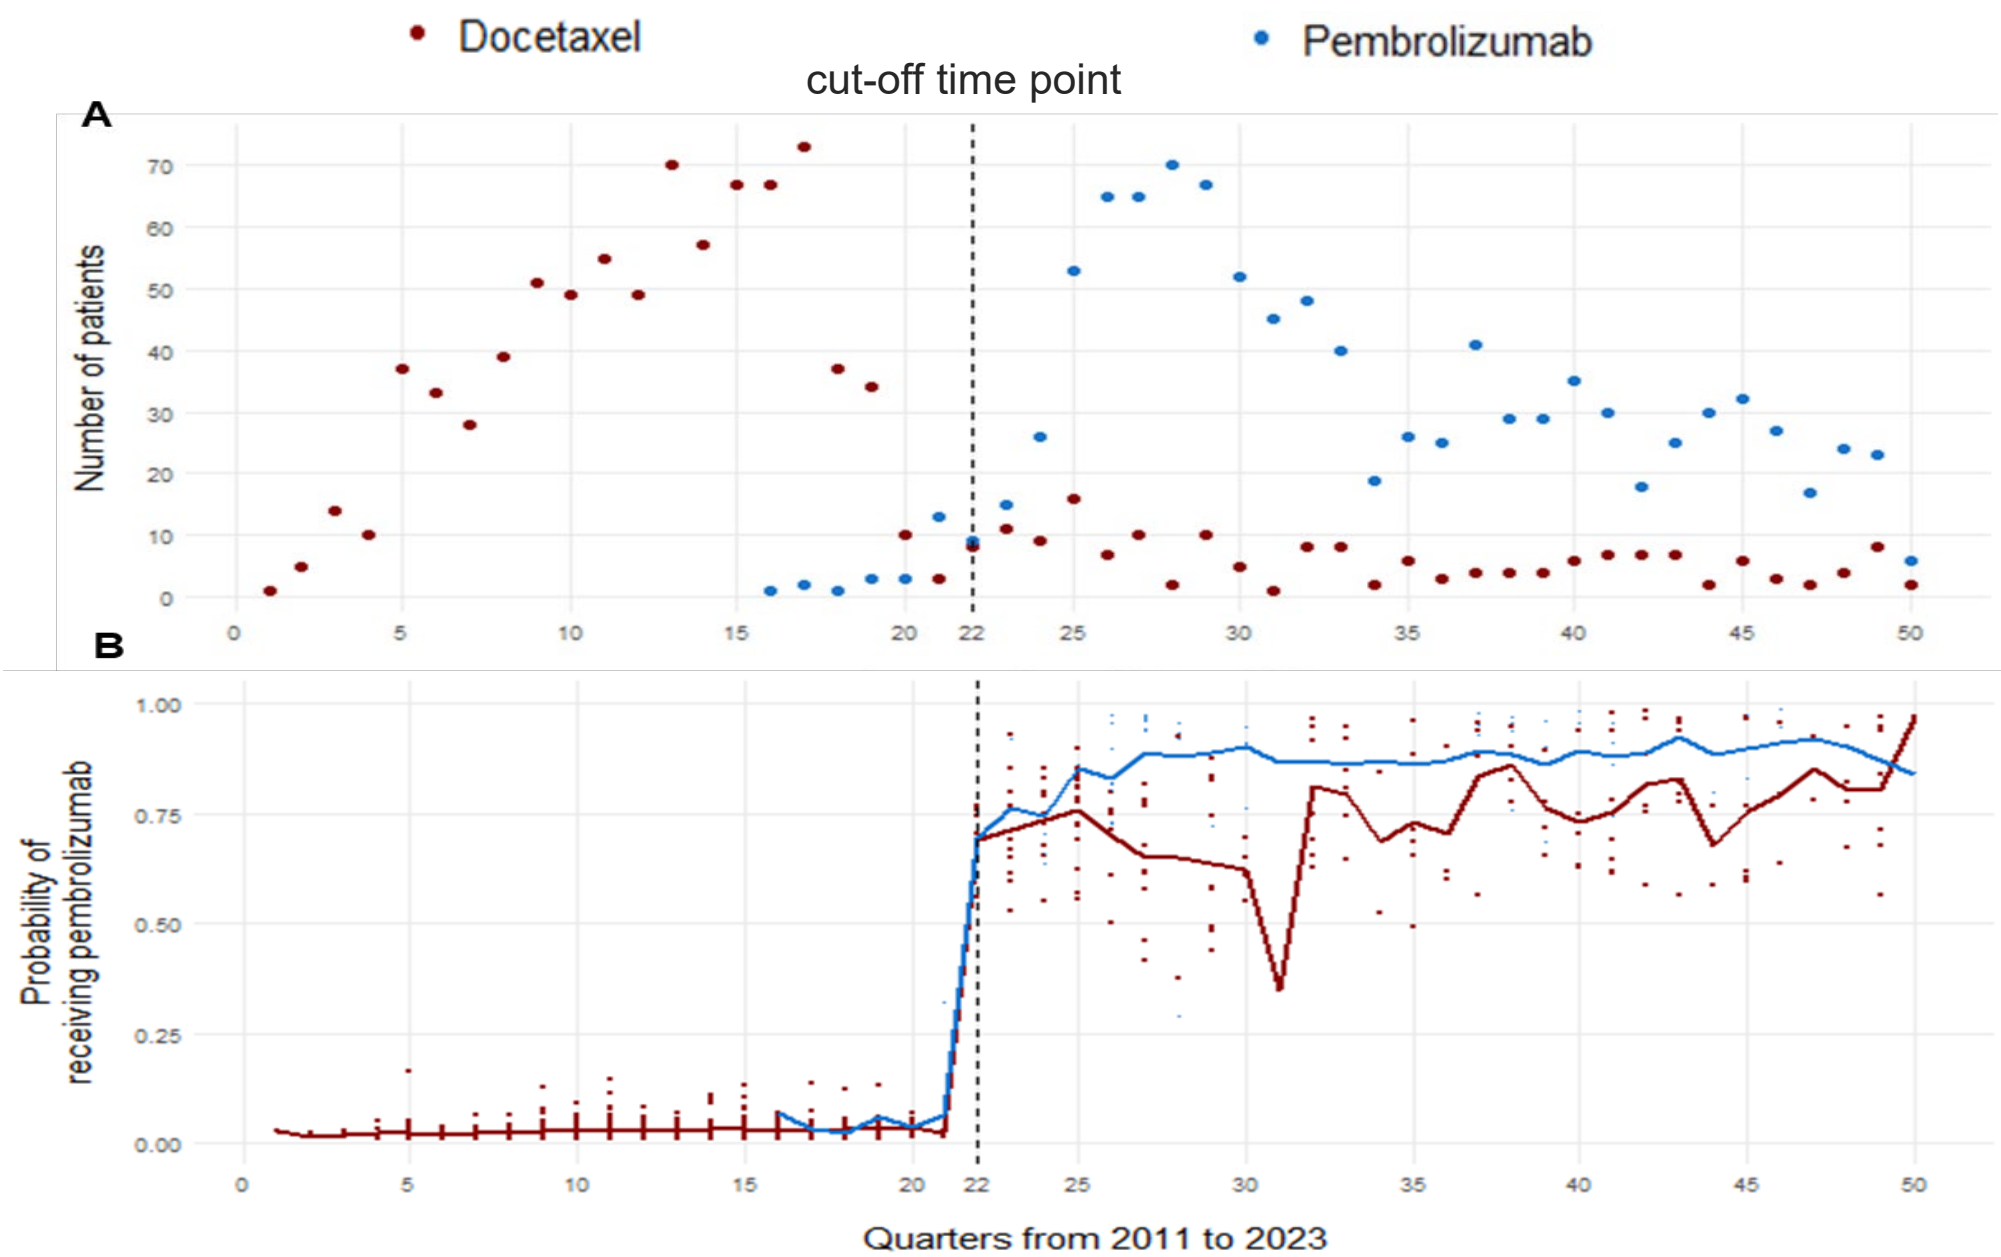 Docetaxel
Pembrolizumab
cut-off time point
A
Number of patients
70
60
50
40
30
20
10
0
0 5 10 15 20 22 25 30 35 40 45 50
B
Probability of
receiving pembrolizumab
1.00
0.75
0.50
0.25
0.00
0 5 10 15 20 22 25 30 35 40 45 50
Quarters from 2011 to 2023